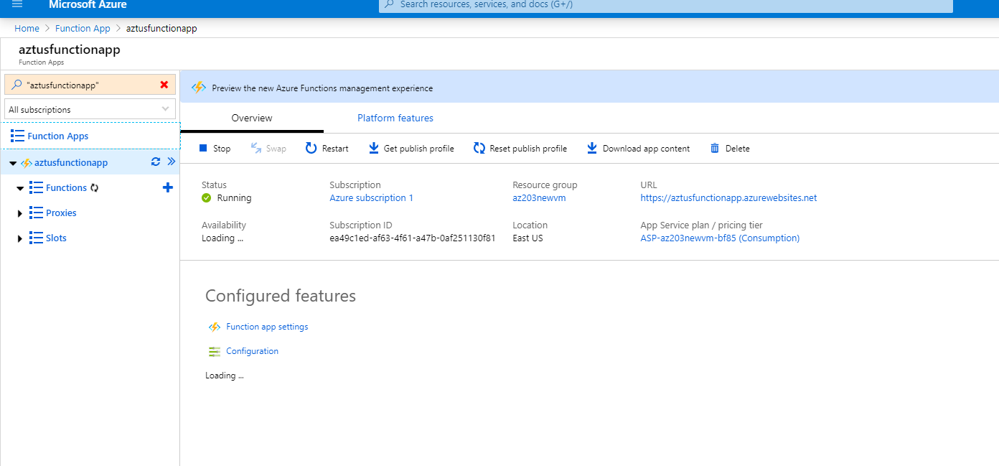 Microsoft Azure
Search resources, services, and docs (G+/)
Home > Function App > aztusfunctionapp
aztusfunctionapp
Function Apps
"aztusfunctionapp"
All subscriptions
Function Apps
aztusfunctionapp
Functions
Proxies
Slots
Preview the new Azure Functions management experience
Overview Platform features
Stop Swap Restart Get publish profile Reset publish profile Download app content Delete
Status Subscription Resource group URL
Running Azure subscription 1 az203newvm https://aztusfunctionapp.azurewebsites.net
Availability Subscription ID Location App Service plan / pricing tier
Loading ... ea49c1ed-af63-4f61-a47b-0af251130f81 East US ASP-az203newvm-bf85 (Consumption)
Configured features
Function app settings
Configuration
Loading ...